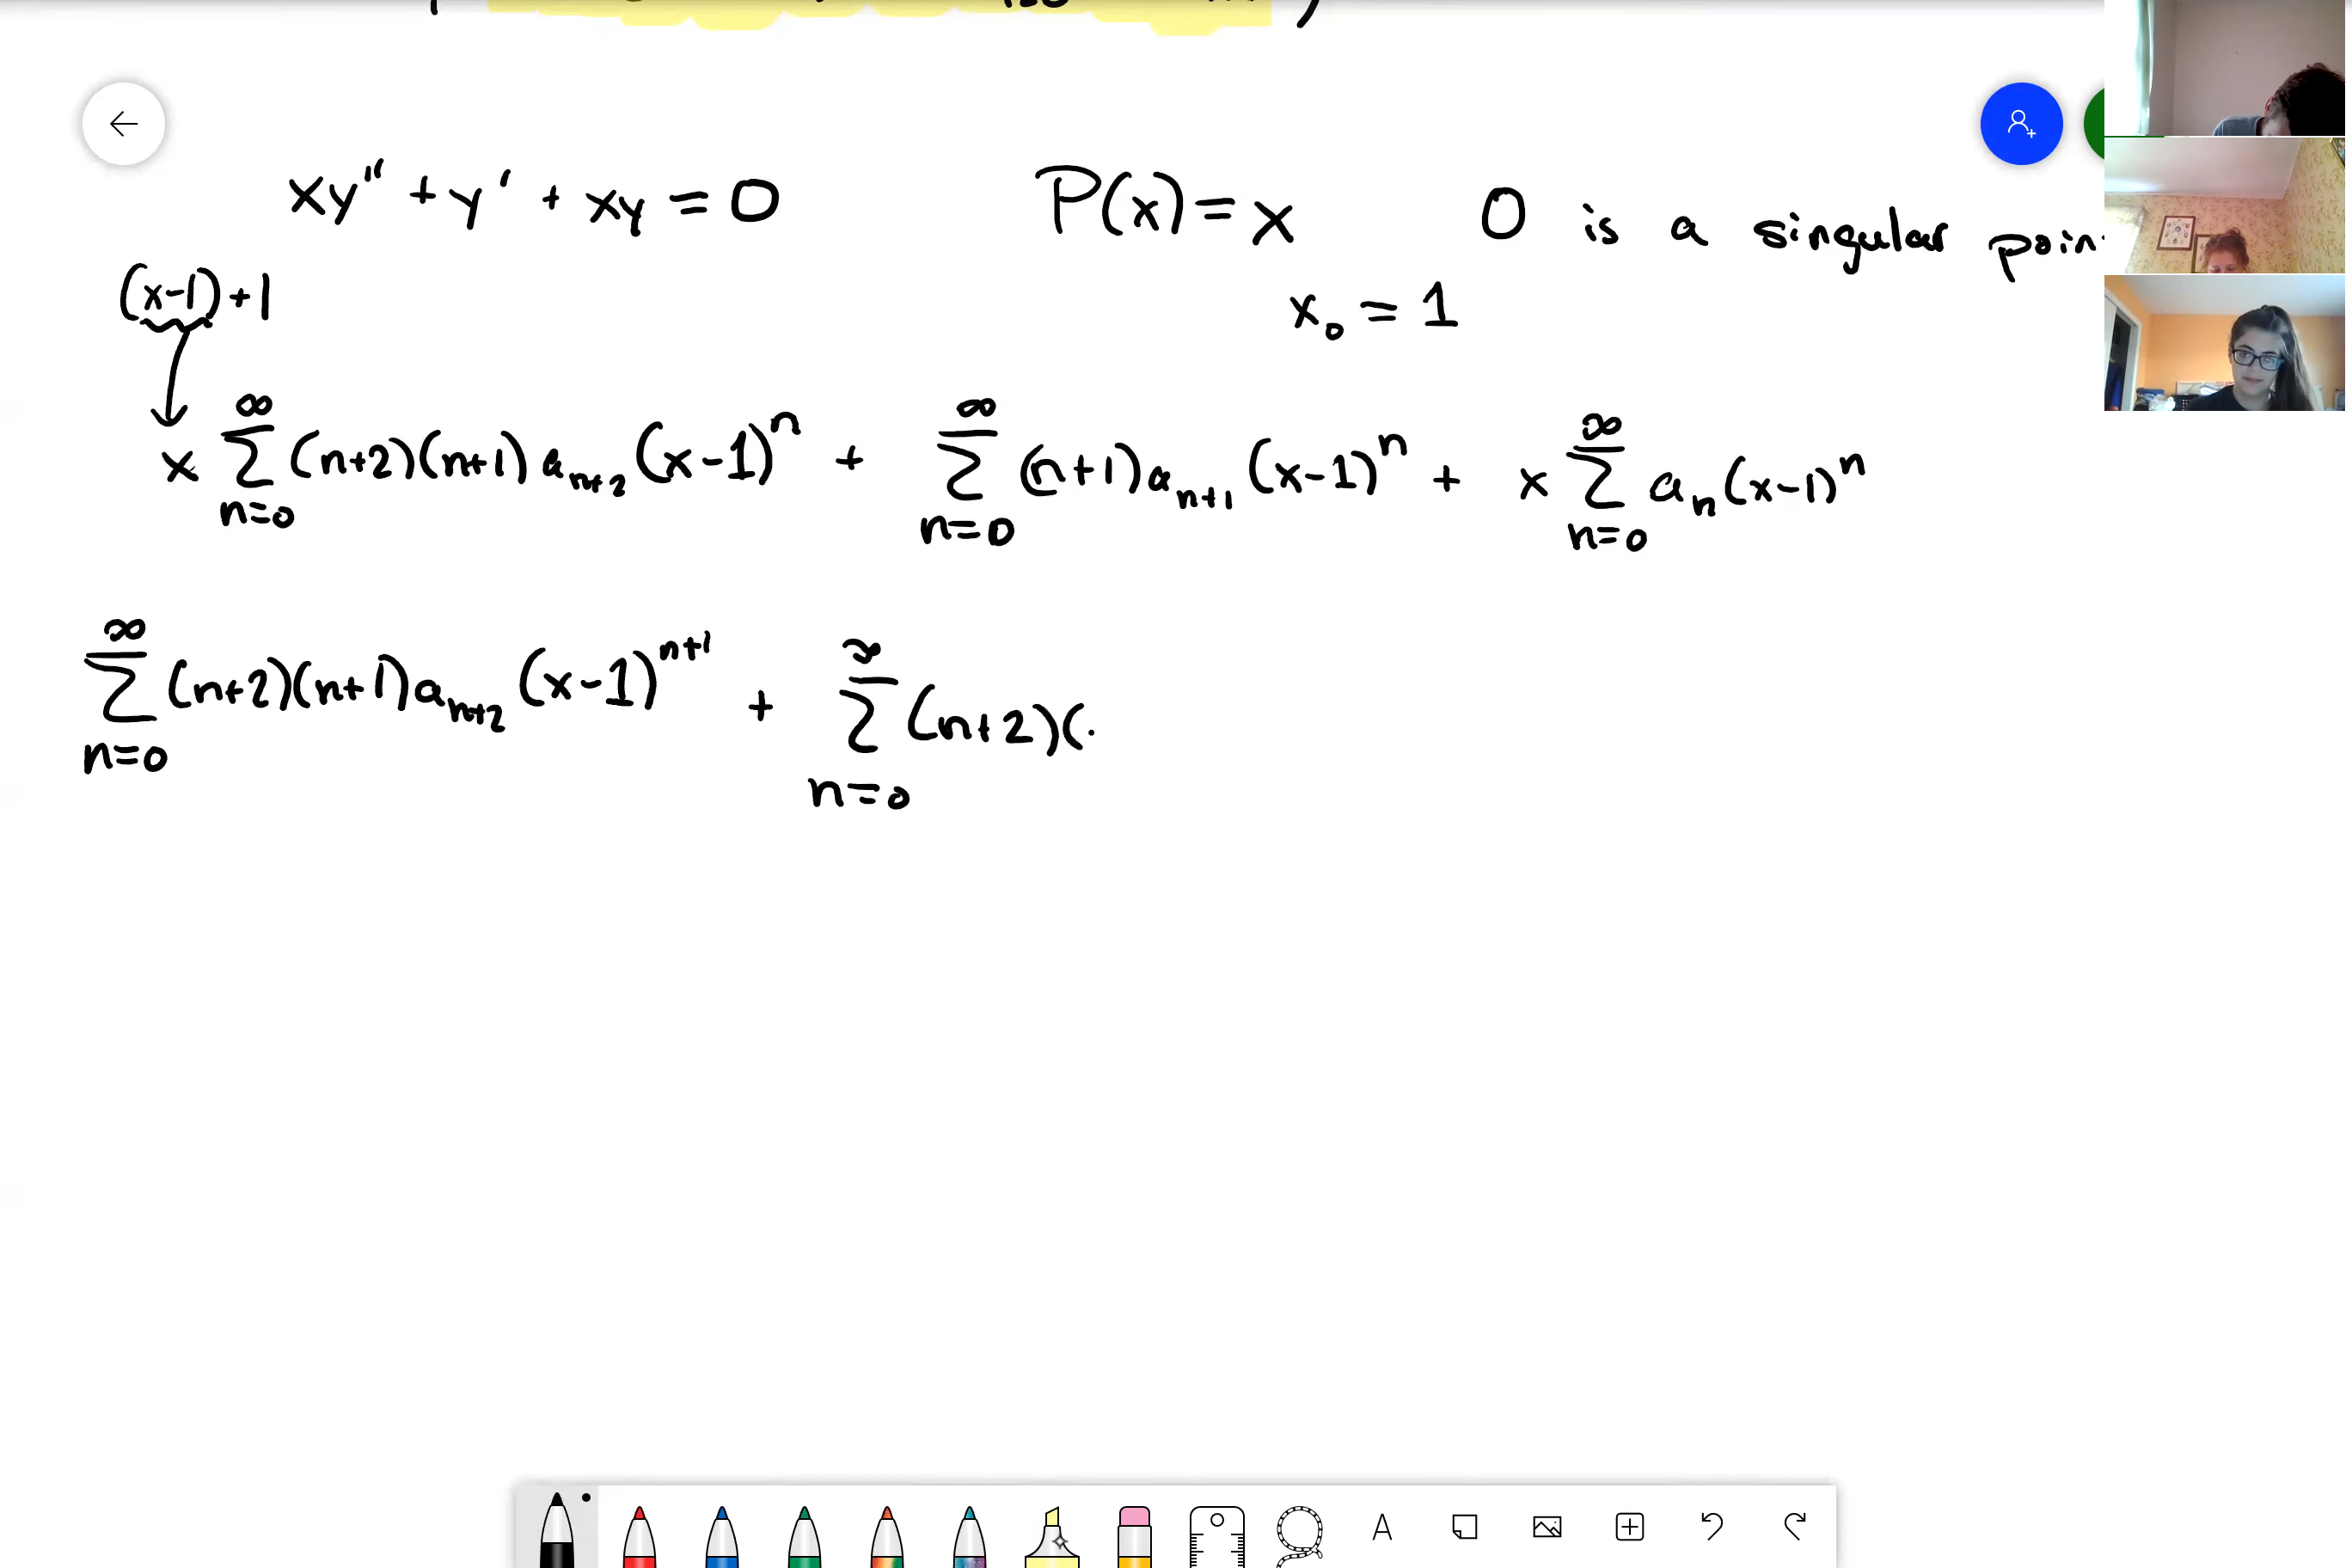 xy'' + y' + xy = 0 P(x) = x 0 is a singular poin
(x-1)+1 x₀ = 1
x ∑_{n=0}^{∞} (n+2)(n+1) a_{n+2} (x-1)^n + ∑_{n=0}^{∞} (n+1) a_{n+1} (x-1)^n + x ∑_{n=0}^{∞} a_n (x-1)^n
∑_{n=0}^{∞} (n+2)(n+1) a_{n+2} (x-1)^{n+1} + ∑_{n=0}^{∞} (n+2)(